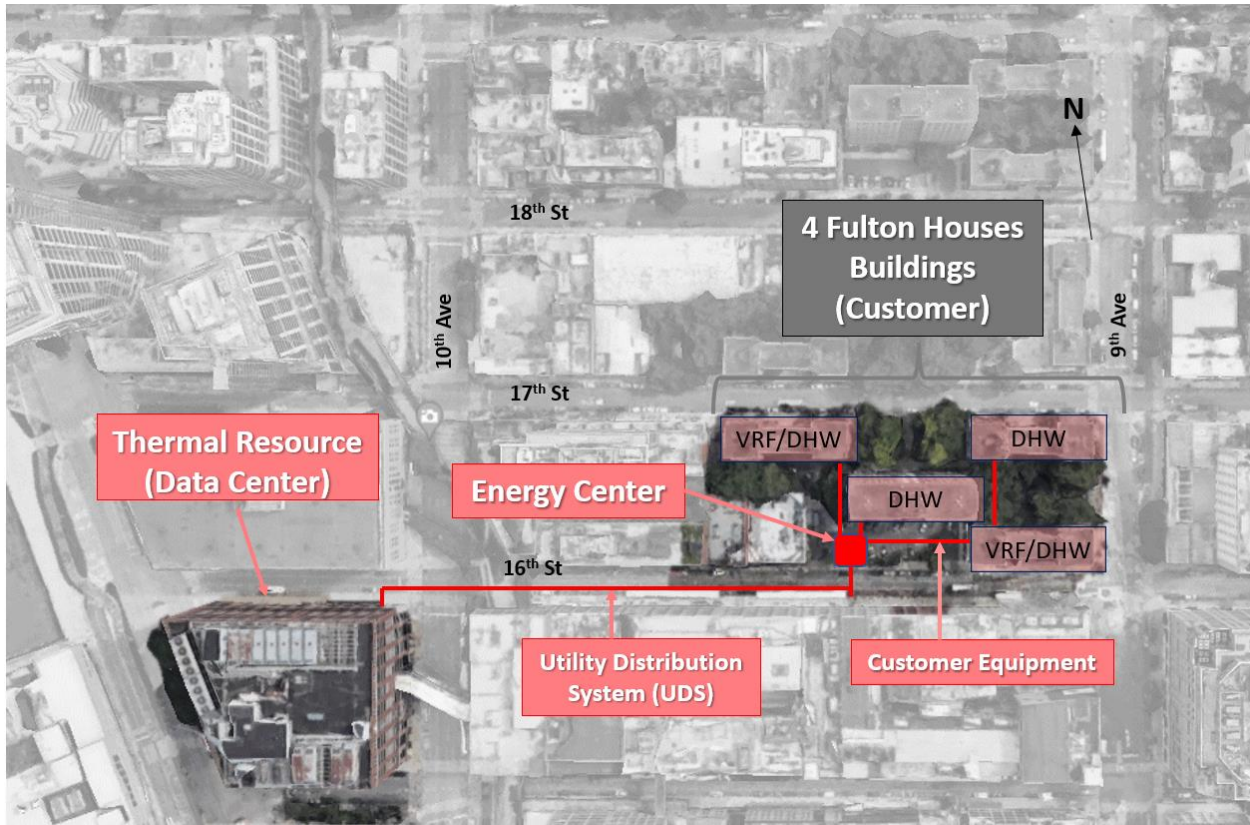 N
18th St
4 Fulton Houses
Buildings
(Customer)
10th Ave
9th Ave
17th St
Thermal Resource
(Data Center)
VRF/DHW
DHW
Energy Center
DHW
VRF/DHW
16th St
Utility Distribution
System (UDS)
Customer Equipment